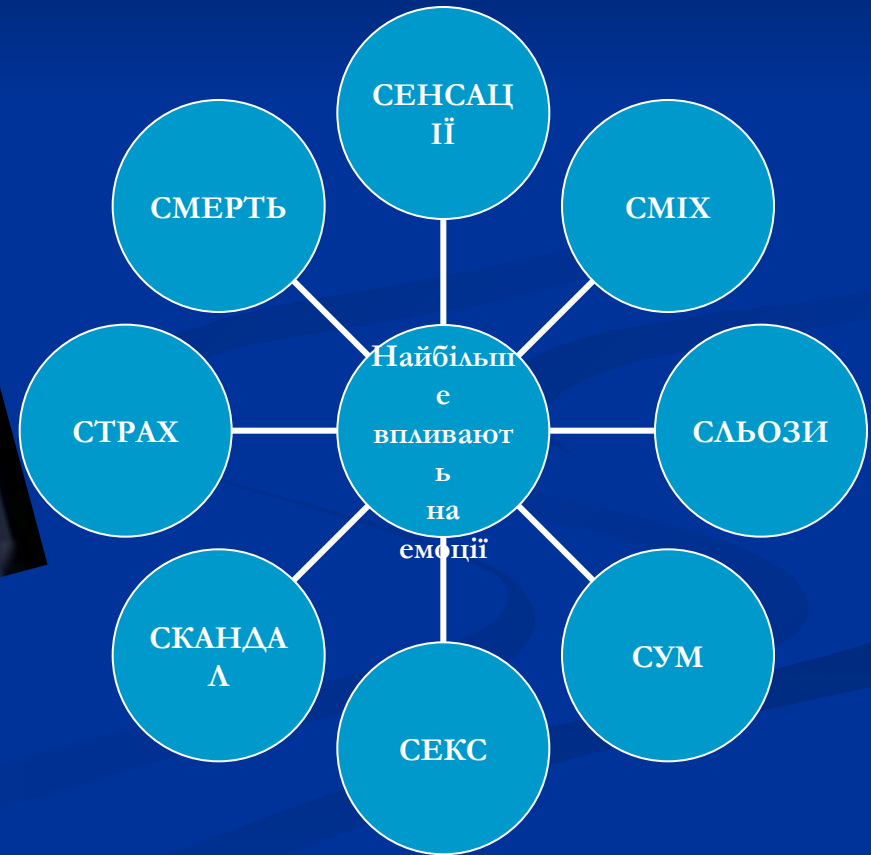 СЕНСАЦ
ІЇ
СМІХ
СЛЬОЗИ
СУМ
СЕКС
СКАНДА
Л
СТРАХ
СМЕРТЬ
Найбільш
е
впливают
ь
на
емоції